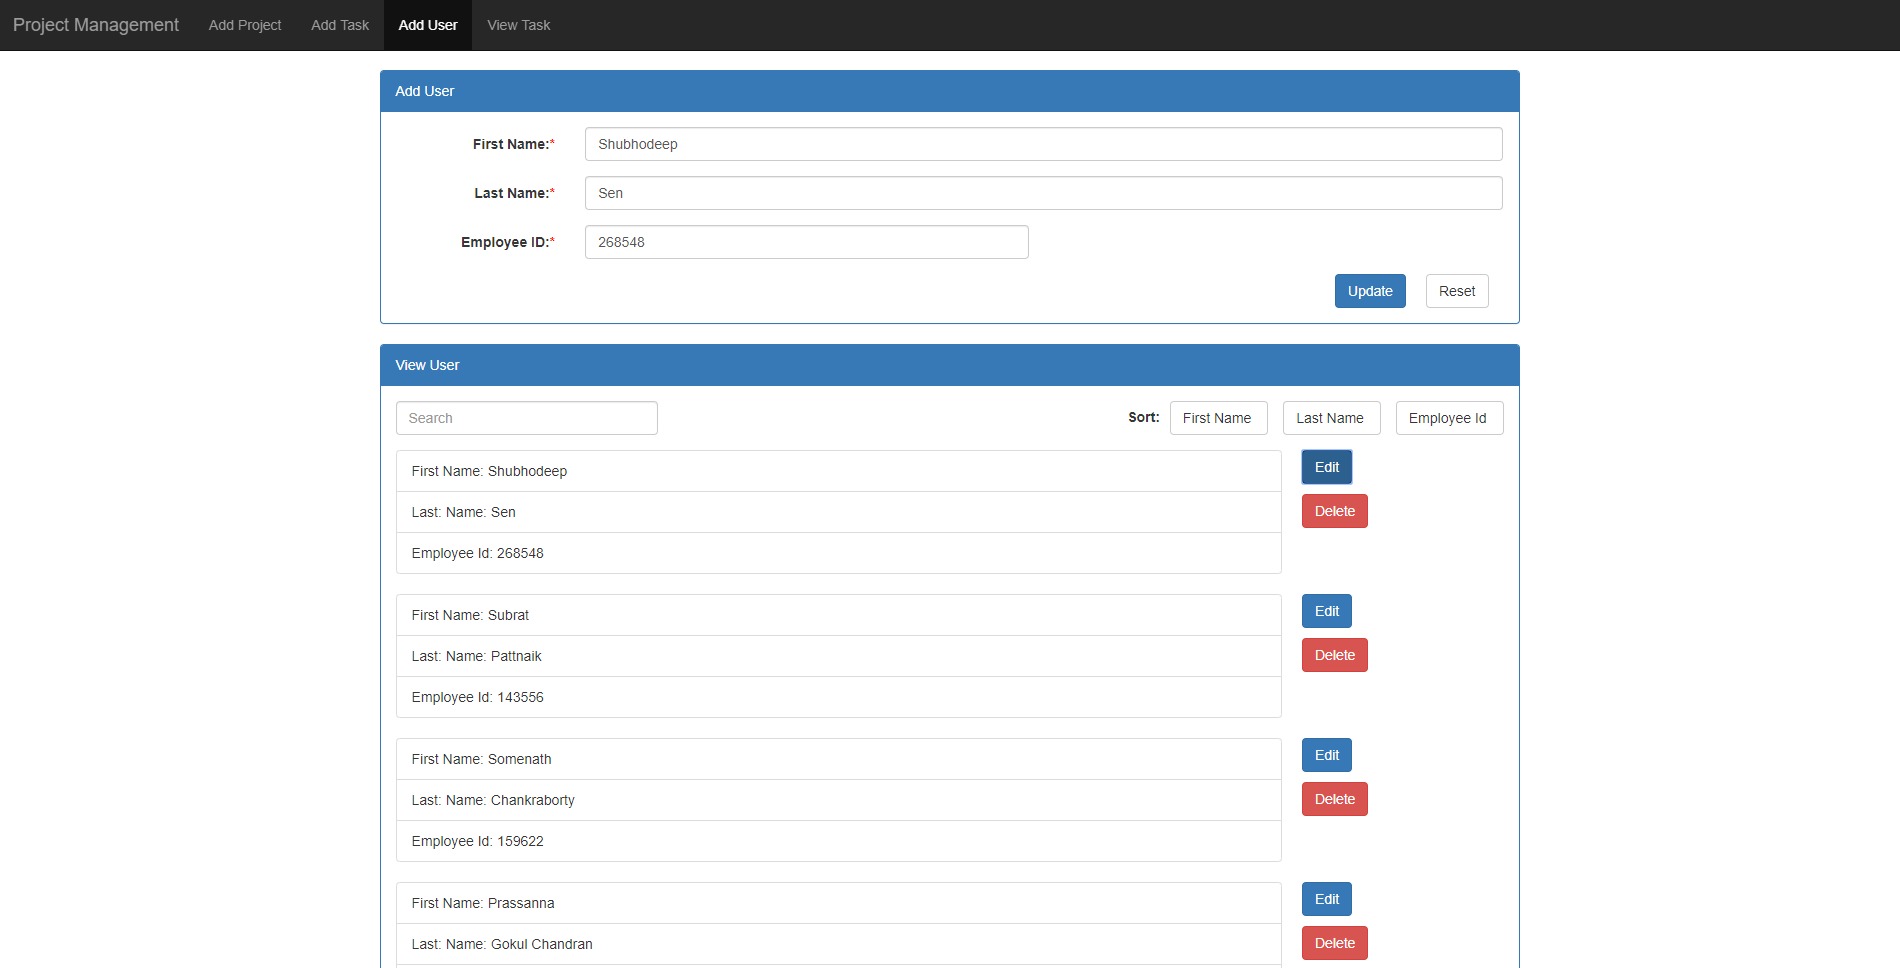 Project Management Add Project Add Task Add User View Task
Add User
First Name:* Shubhodeep
Last Name:* Sen
Employee ID:* 268548
Update Reset
View User
Search Sort: First Name Last Name Employee Id
First Name: Shubhodeep Edit
Last: Name: Sen Delete
Employee Id: 268548
First Name: Subrat Edit
Last: Name: Pattnaik Delete
Employee Id: 143556
First Name: Somenath Edit
Last: Name: Chankraborty Delete
Employee Id: 159622
First Name: Prassanna Edit
Last: Name: Gokul Chandran Delete